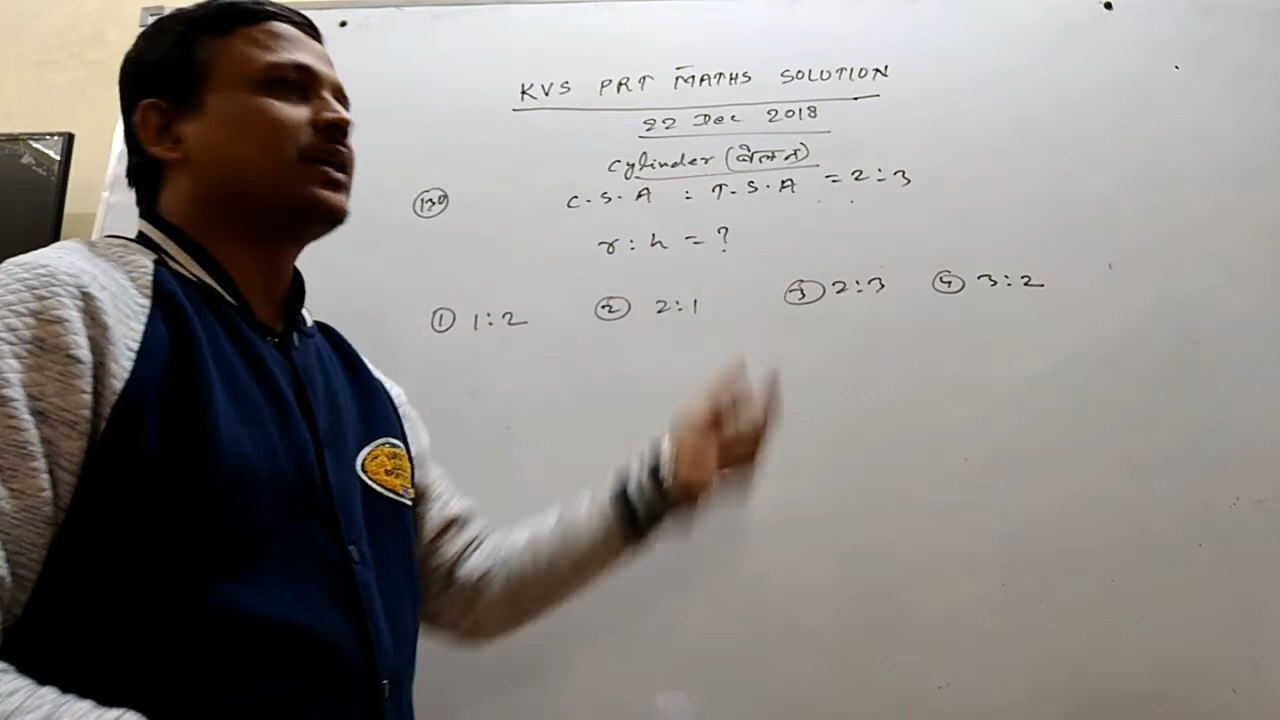 KVS PRT MATHS SOLUTION
22 Dec 2018
Cylinder (बेलन)
130 C.S.A : T.S.A = 2:3
r : h = ?
① 1:2 ② 2:1 ③ 2:3 ④ 3:2